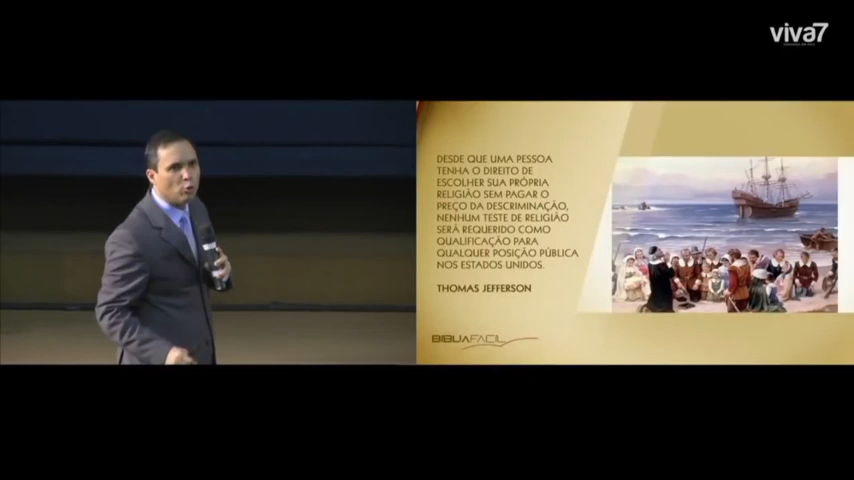 viva7
DESDE QUE UMA PESSOA
TENHA O DIREITO DE
ESCOLHER SUA PRÓPRIA
RELIGIÃO SEM PAGAR O
PREÇO DA DESCRIMINAÇÃO,
NENHUM TESTE DE RELIGIÃO
SERÁ REQUERIDO COMO
QUALIFICAÇÃO PARA
QUALQUER POSIÇÃO PÚBLICA
NOS ESTADOS UNIDOS.
THOMAS JEFFERSON
BIBLIAFACIL